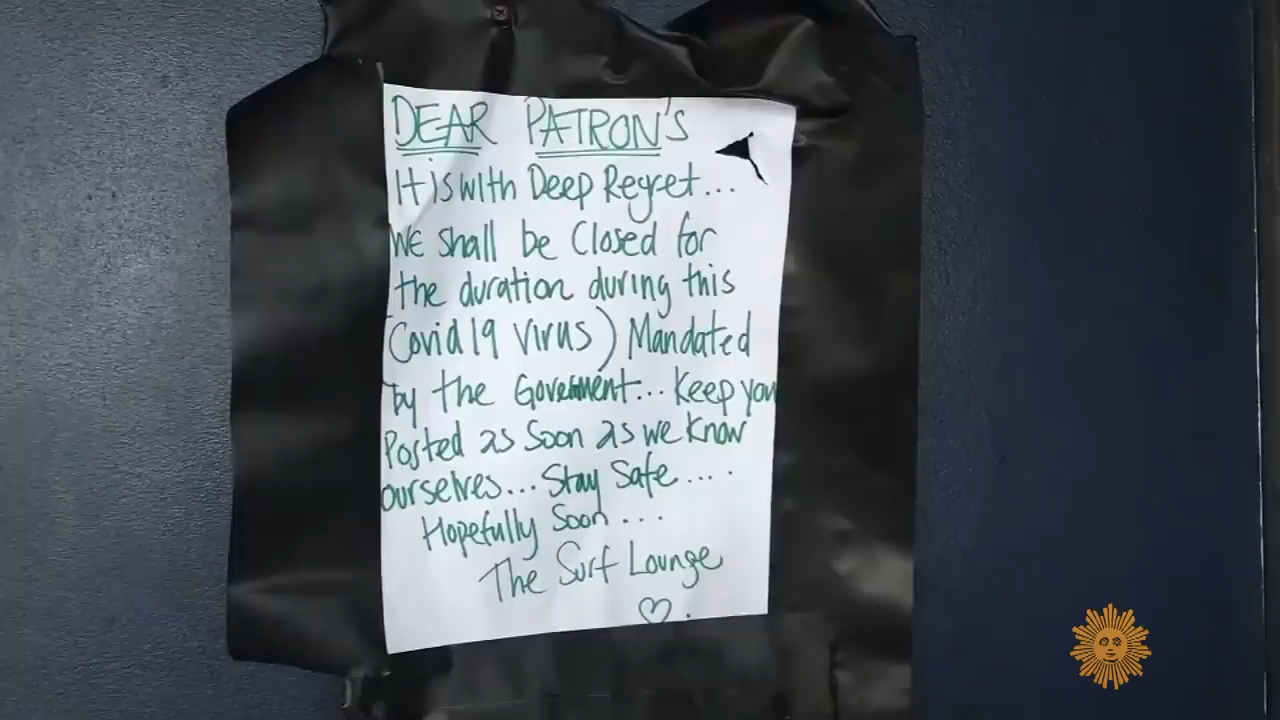 DEAR PATRON's
It is with Deep Regret...
WE shall be Closed for
the duration during this
(Covid 19 Virus) Mandated
by the Government... Keep you
Posted as Soon as we Know
ourselves... Stay Safe....
Hopefully Soon....
The Surf Lounge